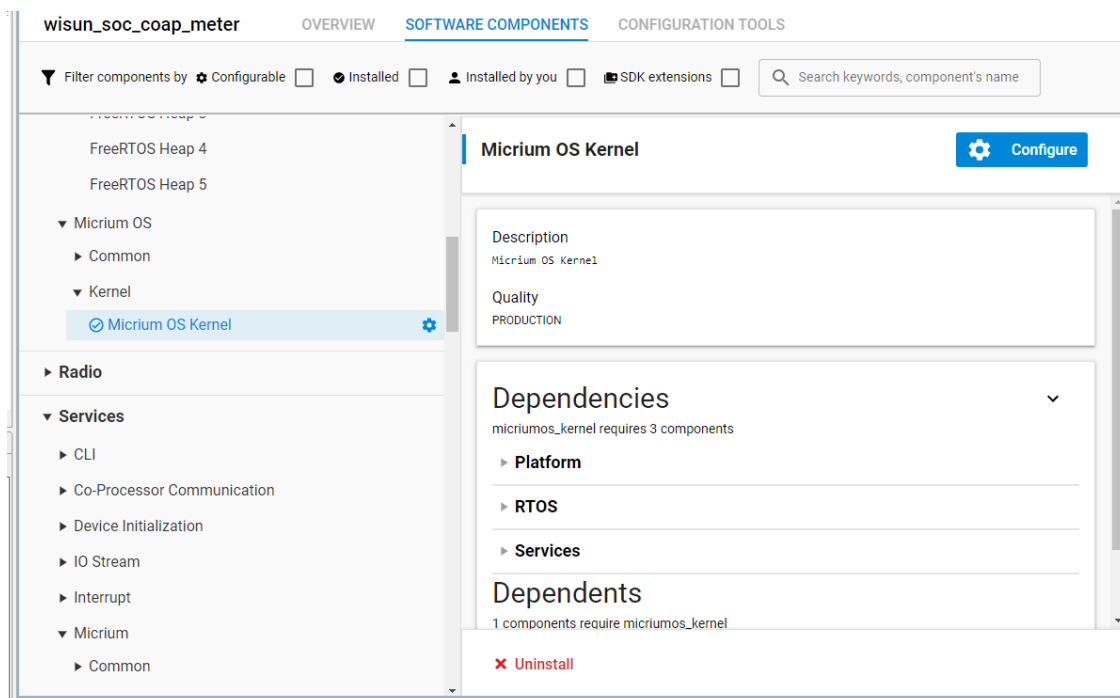 wisun_soc_coap_meter OVERVIEW SOFTWARE COMPONENTS CONFIGURATION TOOLS
Filter components by Configurable Installed Installed by you SDK extensions Search keywords, component's name
FreeRTOS Heap 4
FreeRTOS Heap 5
Micrium OS
Common
Kernel
Micrium OS Kernel
Radio
Services
CLI
Co-Processor Communication
Device Initialization
IO Stream
Interrupt
Micrium
Common
Micrium OS Kernel
Configure
Description
Micrium OS Kernel
Quality
PRODUCTION
Dependencies
micriumos_kernel requires 3 components
Platform
RTOS
Services
Dependents
1 components require micriumos_kernel
Uninstall